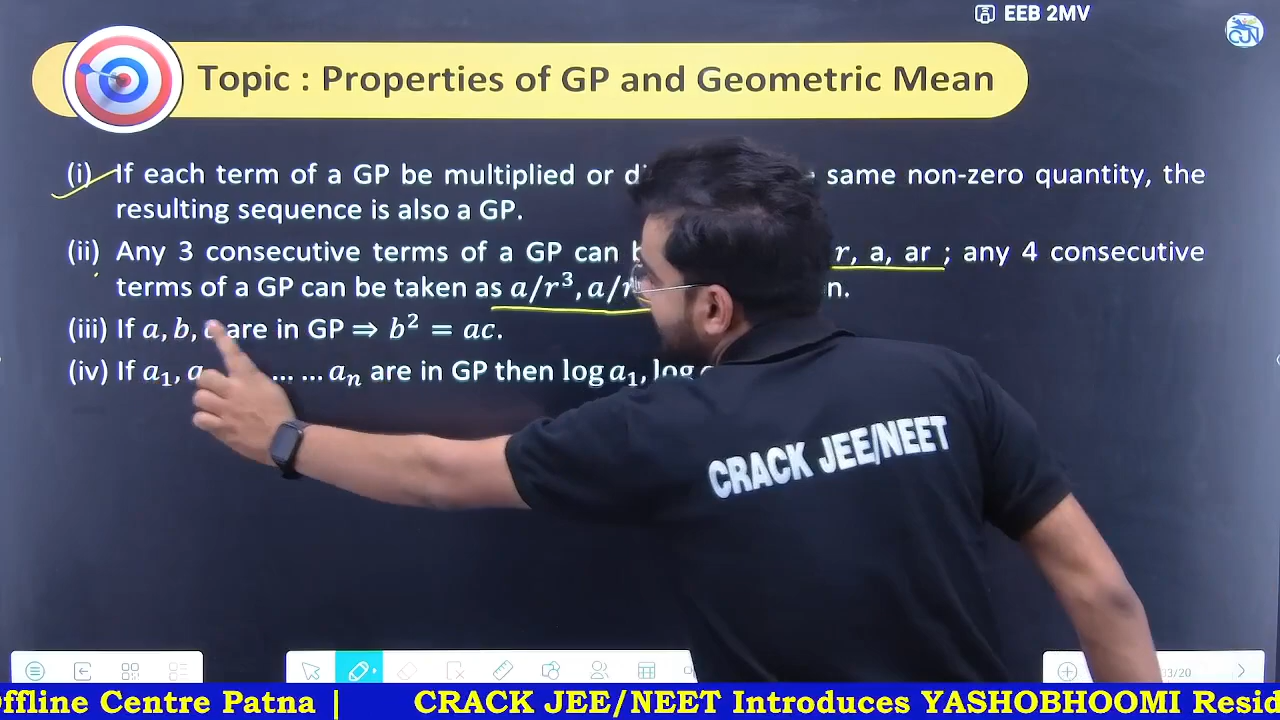 EEB 2MV
Topic : Properties of GP and Geometric Mean
(i) If each term of a GP be multiplied or same non-zero quantity, the
resulting sequence is also a GP.
(ii) Any 3 consecutive terms of a GP can r, a, ar ; any 4 consecutive
terms of a GP can be taken as a/r³, a/r
(iii) If a, b, c are in GP ⇒ b² = ac.
(iv) If a₁, a ... ... aₙ are in GP then log a₁, log
CRACK JEE/NEET
33/20
ffline Centre Patna | CRACK JEE/NEET Introduces YASHOBHOOMI Resid